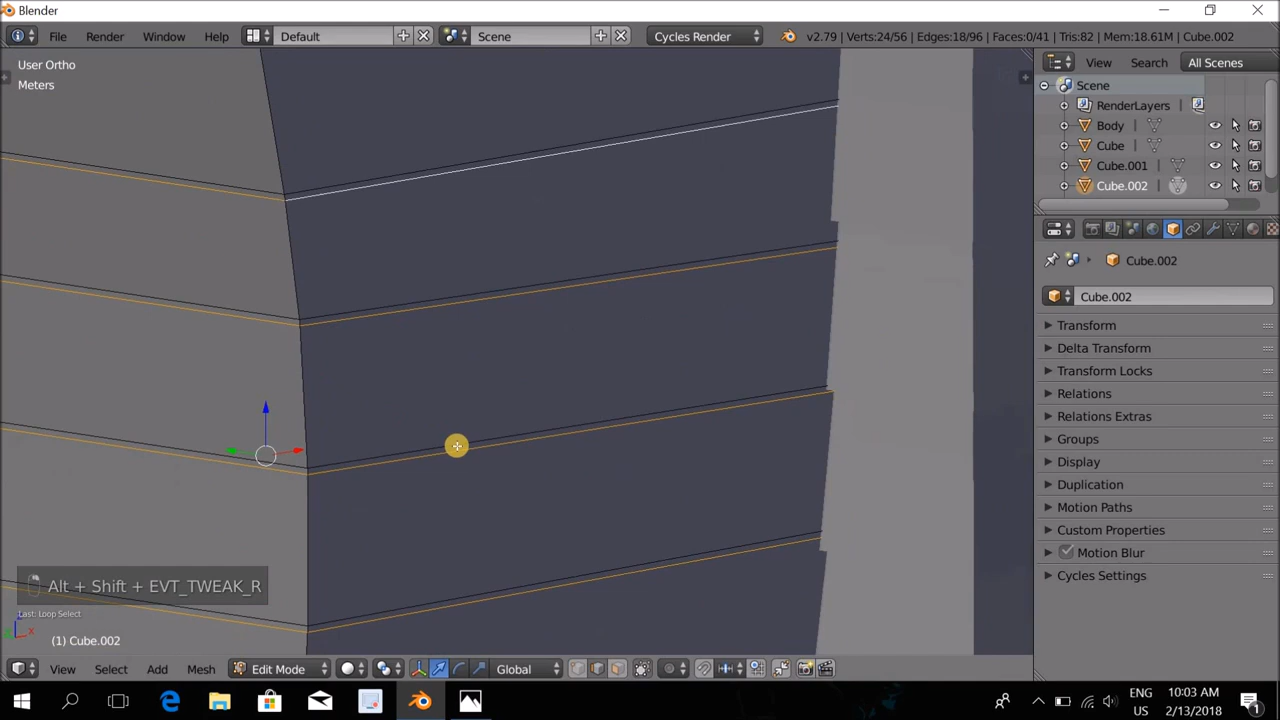 Blender
File Render Window Help Default Scene Cycles Render v2.79 | Verts:24/56 | Edges:18/96 | Faces:0/41 | Tris:82 | Mem:18.61M | Cube.002
User Ortho
Meters
View Search All Scenes
Scene
RenderLayers
Body
Cube
Cube.001
Cube.002
Cube.002
Cube.002
Transform
Delta Transform
Transform Locks
Relations
Relations Extras
Groups
Display
Duplication
Motion Paths
Custom Properties
Motion Blur
Cycles Settings
Alt + Shift + EVT_TWEAK_R
Last: Loop Select
(1) Cube.002
View Select Add Mesh Edit Mode Global
ENG
US
10:03 AM
2/13/2018